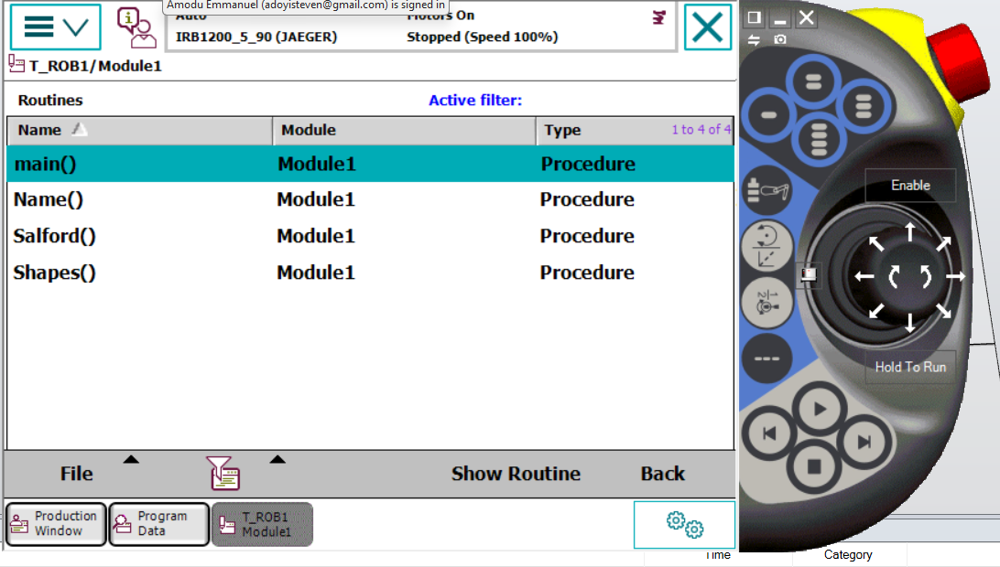 Amodu Emmanuel (adoyisteven@gmail.com) is signed in
Auto
Motors On
IRB1200_5_90 (JAEGER)
Stopped (Speed 100%)
T_ROB1/Module1
Routines
Active filter:
Name
Module
Type
1 to 4 of 4
main()
Module1
Procedure
Name()
Module1
Procedure
Salford()
Module1
Procedure
Shapes()
Module1
Procedure
File
Show Routine
Back
Production
Window
Program
Data
T_ROB1
Module1
Enable
Hold To Run
Time
Category